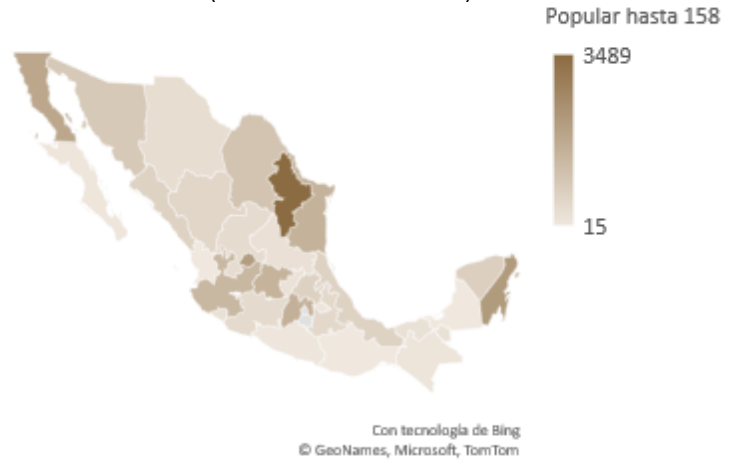 Popular hasta 158
3489
15
Con tecnología de Bing
© GeoNames, Microsoft, TomTom